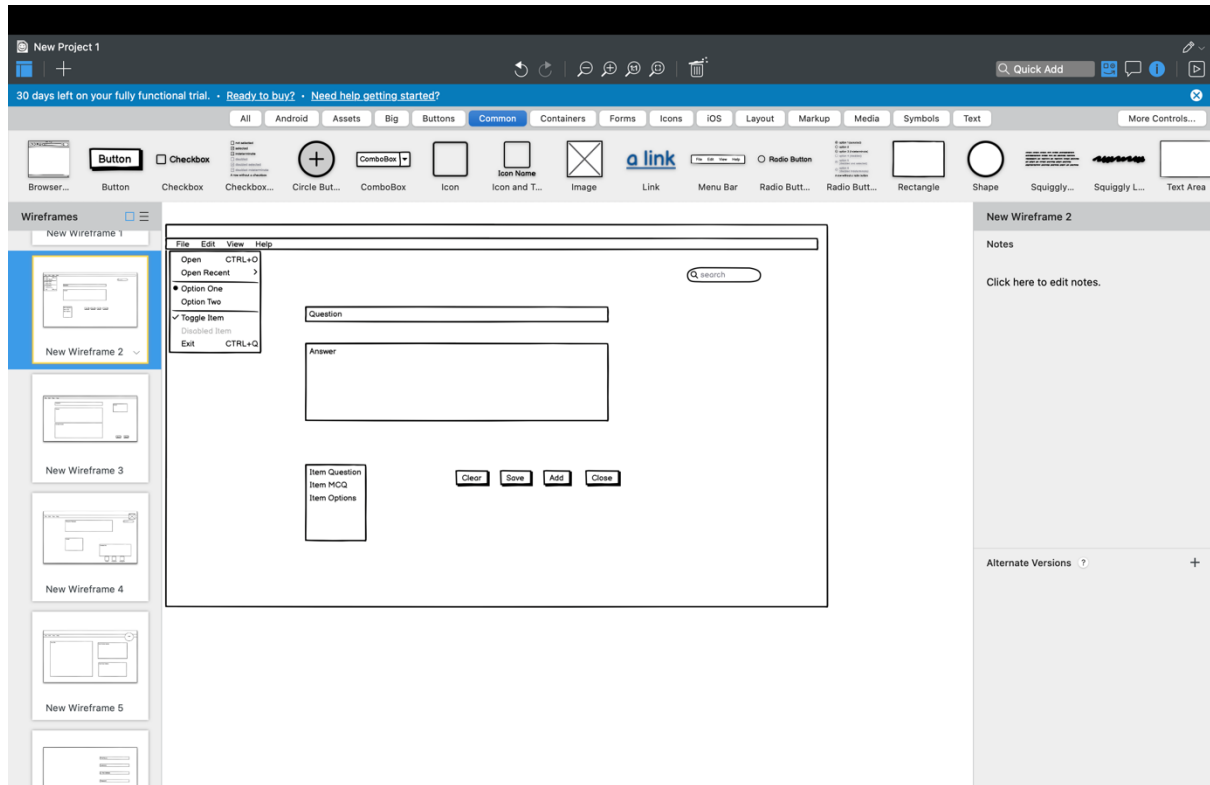 New Project 1
Quick Add
30 days left on your fully functional trial. • Ready to buy? • Need help getting started?
All Android Assets Big Buttons Common Containers Forms Icons iOS Layout Markup Media Symbols Text More Controls...
Button Checkbox ComboBox Icon Name a link File Edit View Help Radio Button
Browser... Button Checkbox Checkbox... Circle But... ComboBox Icon Icon and T... Image Link Menu Bar Radio Butt... Radio Butt... Rectangle Shape Squiggly... Squiggly L... Text Area
Wireframes
New Wireframe 1
New Wireframe 2
New Wireframe 3
New Wireframe 4
New Wireframe 5
File Edit View Help
Open CTRL+O
Open Recent >
Option One
Option Two
Toggle Item
Disabled Item
Exit CTRL+Q
search
Question
Answer
Item Question
Item MCQ
Item Options
Clear Save Add Close
New Wireframe 2
Notes
Click here to edit notes.
Alternate Versions ?